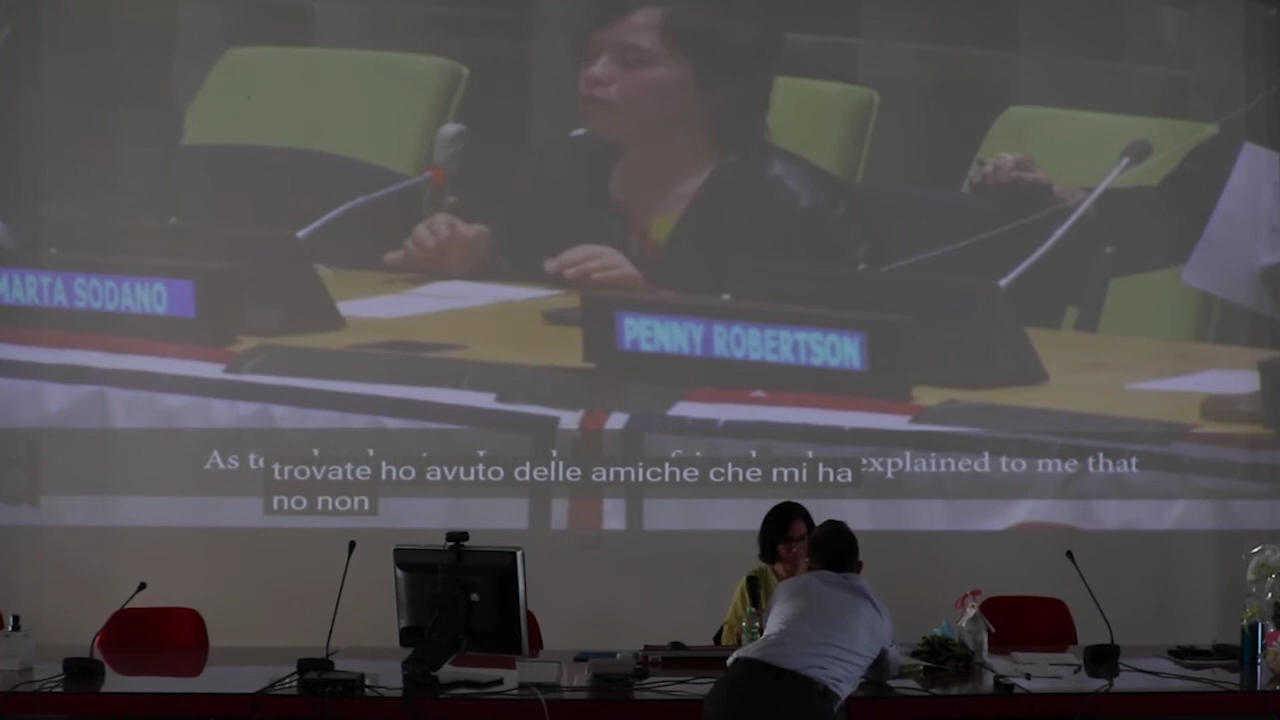 MARTA SODANO
PENNY ROBERTSON
As t
explained to me that
trovate ho avuto delle amiche che mi ha
no non